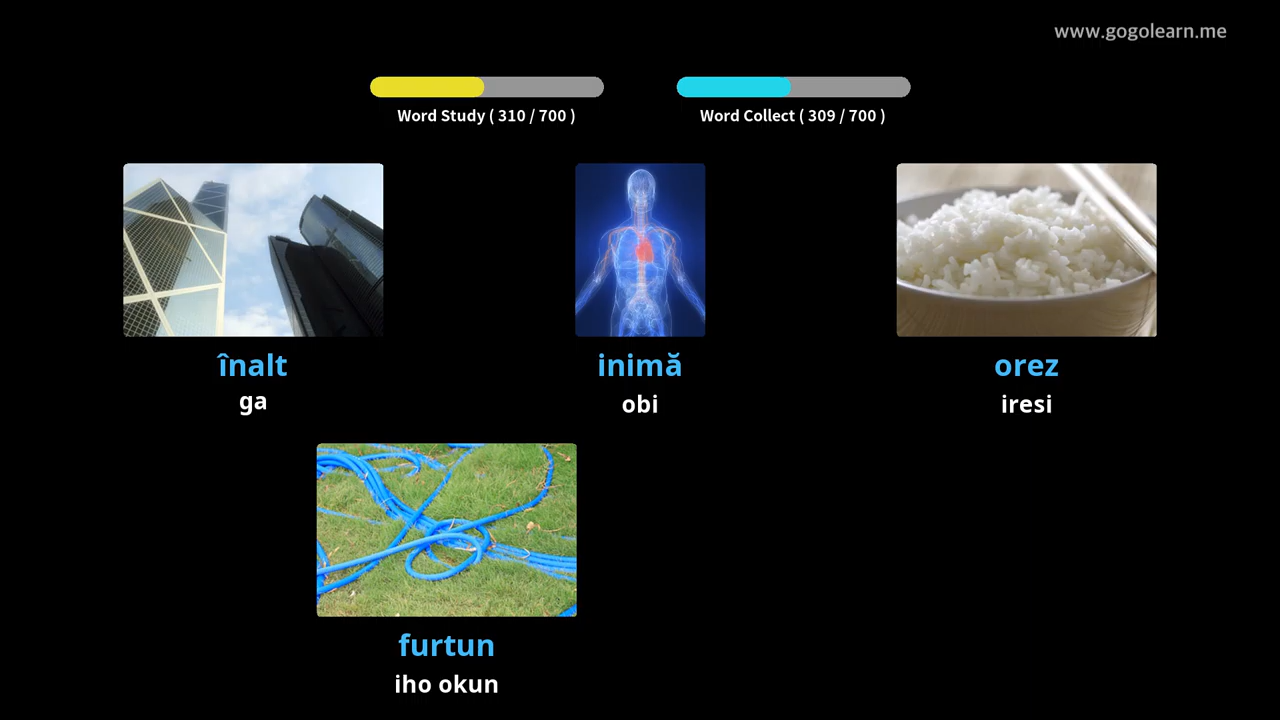 www.gogolearn.me
Word Study ( 310 / 700 )
Word Collect ( 309 / 700 )
înalt
ga
inimă
obi
orez
iresi
furtun
iho okun